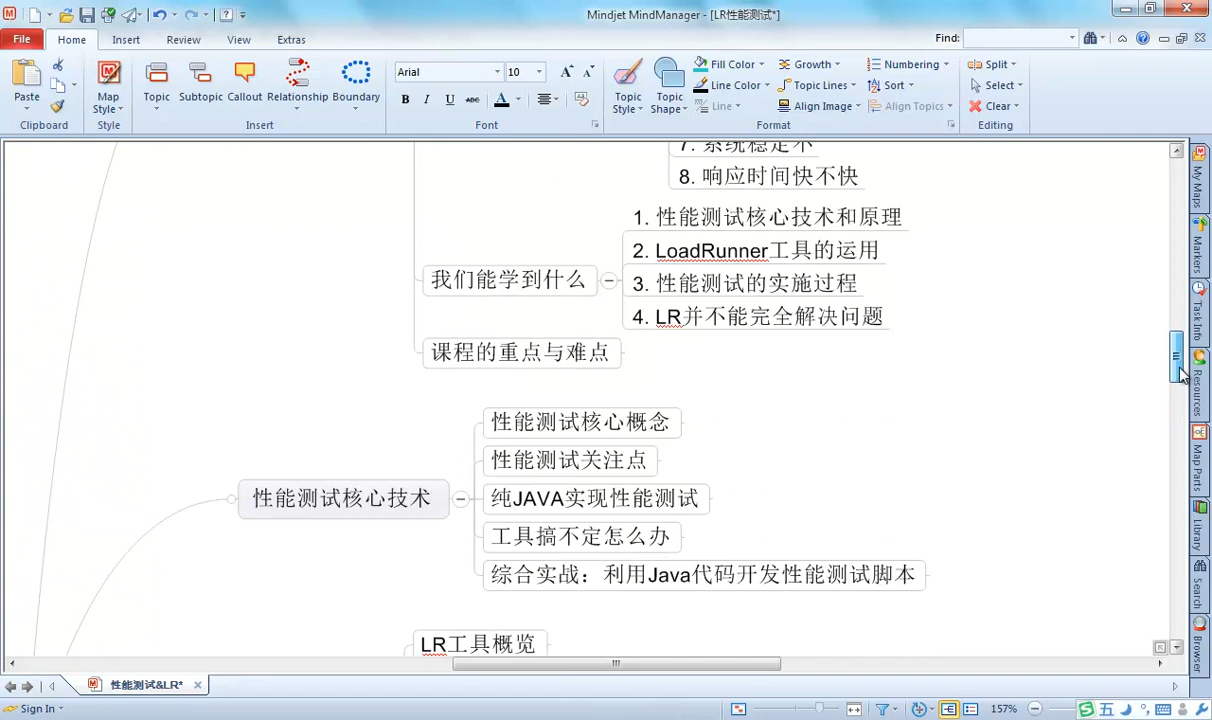 Mindjet MindManager - [LR性能测试*]
File
Home
Insert
Review
View
Extras
Find:
Paste
Clipboard
Map
Style
Style
Topic
Subtopic
Callout
Relationship
Boundary
Insert
Arial
10
B
I
U
abc
A
Font
Topic
Style
Topic
Shape
Fill Color
Line Color
Line
Growth
Topic Lines
Align Image
Numbering
Sort
Align Topics
Format
Split
Select
Clear
Editing
7. 系统稳定不
8. 响应时间快不快
我们能学到什么
1. 性能测试核心技术和原理
2. LoadRunner工具的运用
3. 性能测试的实施过程
4. LR并不能完全解决问题
课程的重点与难点
性能测试核心技术
性能测试核心概念
性能测试关注点
纯JAVA实现性能测试
工具搞不定怎么办
综合实战：利用Java代码开发性能测试脚本
LR工具概览
My Maps
Markers
Task Info
Resources
Map Parts
Library
Search
Browser
性能测试&LR*
Sign In
157%
五